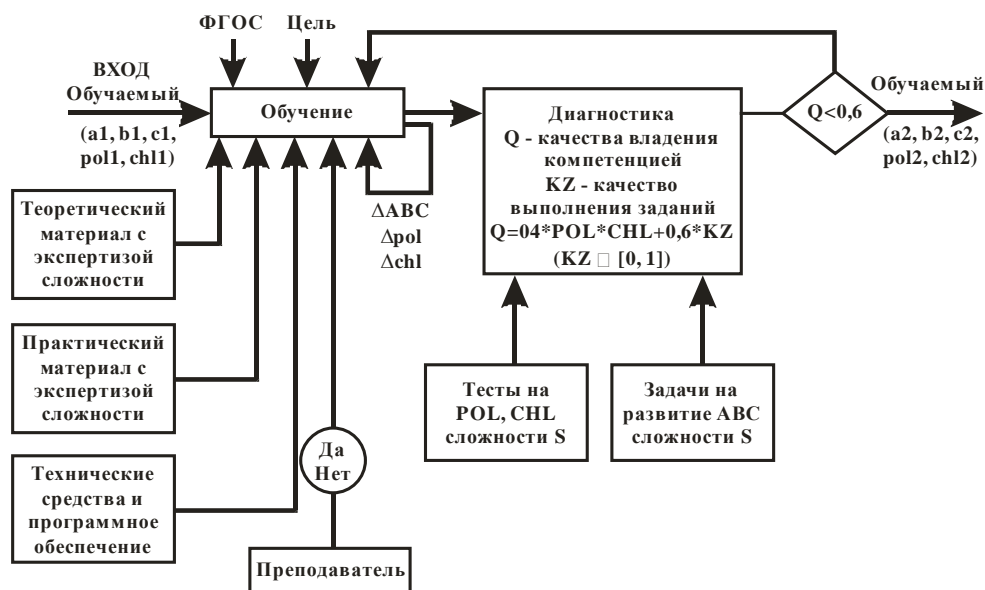 ФГОС
Цель
ВХОД
Обучаемый
(a1, b1, c1,
pol1, chl1)
Обучение
ΔABC
Δpol
Δchl
Диагностика
Q - качества владения
компетенцией
KZ - качество
выполнения заданий
Q=04*POL*CHL+0,6*KZ
(KZ □ [0, 1])
Q<0,6
Обучаемый
(a2, b2, c2,
pol2, chl2)
Теоретический
материал с
экспертизой
сложности
Практический
материал с
экспертизой
сложности
Технические
средства и
программное
обеспечение
Да
Нет
Преподаватель
Тесты на
POL, CHL
сложности S
Задачи на
развитие ABC
сложности S